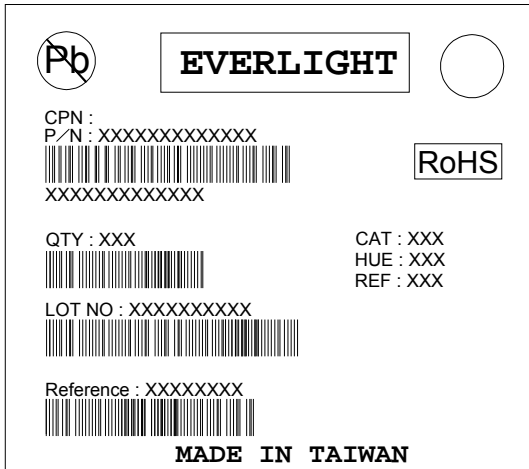 Pb
EVERLIGHT
CPN :
P/N : XXXXXXXXXXXXX
RoHS
XXXXXXXXXXXXX
QTY : XXX
CAT : XXX
HUE : XXX
REF : XXX
LOT NO : XXXXXXXXXX
Reference : XXXXXXXX
MADE IN TAIWAN